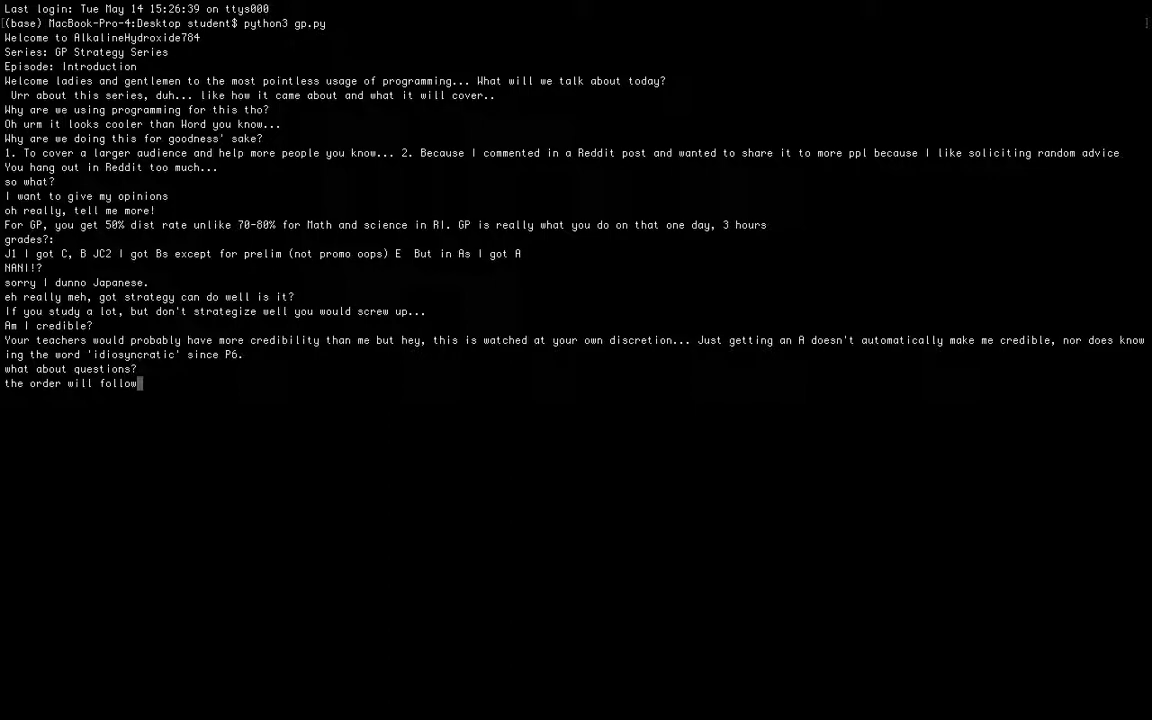 Last login: Tue May 14 15:26:39 on ttys000
[(base) MacBook-Pro-4:Desktop student$ python3 gp.py ]
Welcome to AlkalineHydroxide784
Series: GP Strategy Series
Episode: Introduction
Welcome ladies and gentlemen to the most pointless usage of programming... What will we talk about today?
 Urr about this series, duh... like how it came about and what it will cover..
Why are we using programming for this tho?
Oh urm it looks cooler than Word you know...
Why are we doing this for goodness' sake?
1. To cover a larger audience and help more people you know... 2. Because I commented in a Reddit post and wanted to share it to more ppl because I like soliciting random advice
You hang out in Reddit too much...
so what?
I want to give my opinions
oh really, tell me more!
For GP, you get 50% dist rate unlike 70-80% for Math and science in RI. GP is really what you do on that one day, 3 hours
grades?:
J1 I got C, B JC2 I got Bs except for prelim (not promo oops) E  But in As I got A
NANI!?
sorry I dunno Japanese.
eh really meh, got strategy can do well is it?
If you study a lot, but don't strategize well you would screw up...
Am I credible?
Your teachers would probably have more credibility than me but hey, this is watched at your own discretion... Just getting an A doesn't automatically make me credible, nor does know
ing the word 'idiosyncratic' since P6.
what about questions?
the order will follow